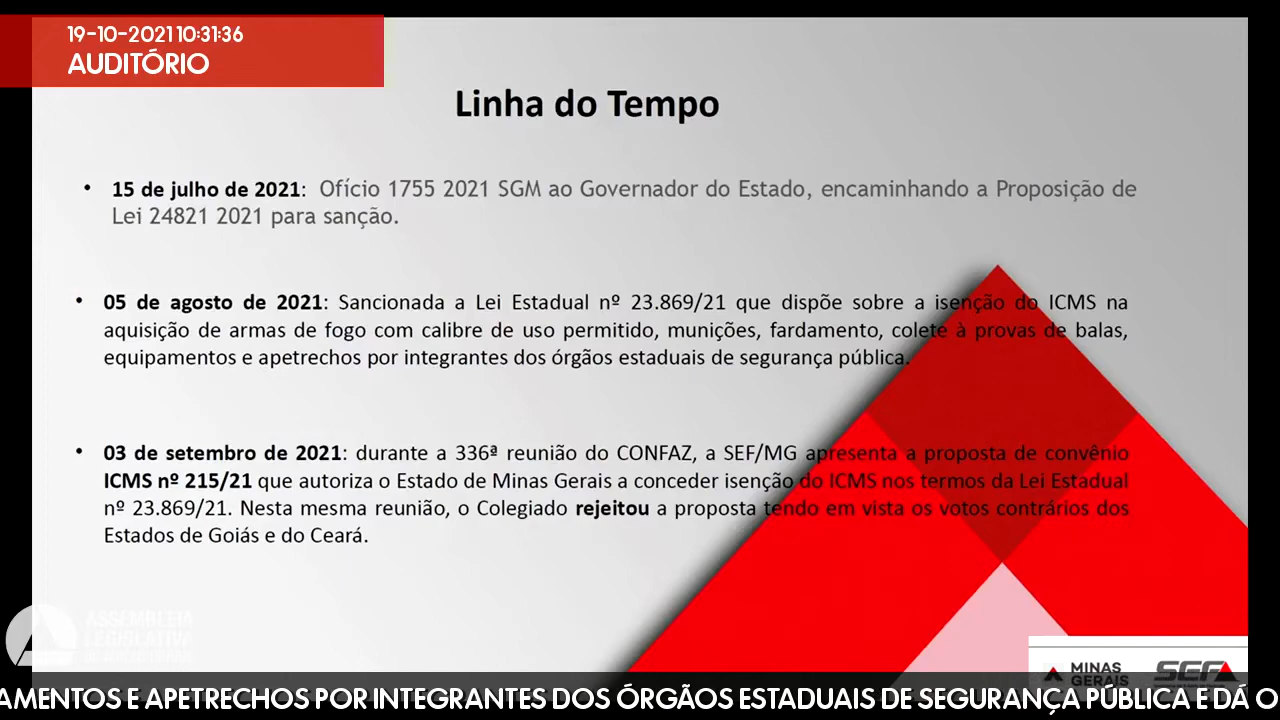 19-10-2021 10:31:36
AUDITÓRIO
Linha do Tempo
• 15 de julho de 2021: Ofício 1755 2021 SGM ao Governador do Estado, encaminhando a Proposição de
Lei 24821 2021 para sanção.
• 05 de agosto de 2021: Sancionada a Lei Estadual nº 23.869/21 que dispõe sobre a isenção do ICMS na
aquisição de armas de fogo com calibre de uso permitido, munições, fardamento, colete à provas de balas,
equipamentos e apetrechos por integrantes dos órgãos estaduais de segurança pública.
• 03 de setembro de 2021: durante a 336ª reunião do CONFAZ, a SEF/MG apresenta a proposta de convênio
ICMS nº 215/21 que autoriza o Estado de Minas Gerais a conceder isenção do ICMS nos termos da Lei Estadual
nº 23.869/21. Nesta mesma reunião, o Colegiado rejeitou a proposta tendo em vista os votos contrários dos
Estados de Goiás e do Ceará.
ASSEMBLEIA
LEGISLATIVA
MINAS
GERAIS
SEF
AMENTOS E APETRECHOS POR INTEGRANTES DOS ÓRGÃOS ESTADUAIS DE SEGURANÇA PÚBLICA E DÁ O